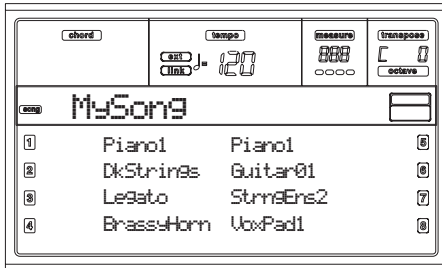 chord tempo measure transpose
ext link ♩= 120 888 C 0
octave
song MySong
1 Piano1 Piano1 5
2 DkStrings Guitar01 6
3 Legato StrngEns2 7
4 BrassyHorn VoxPad1 8